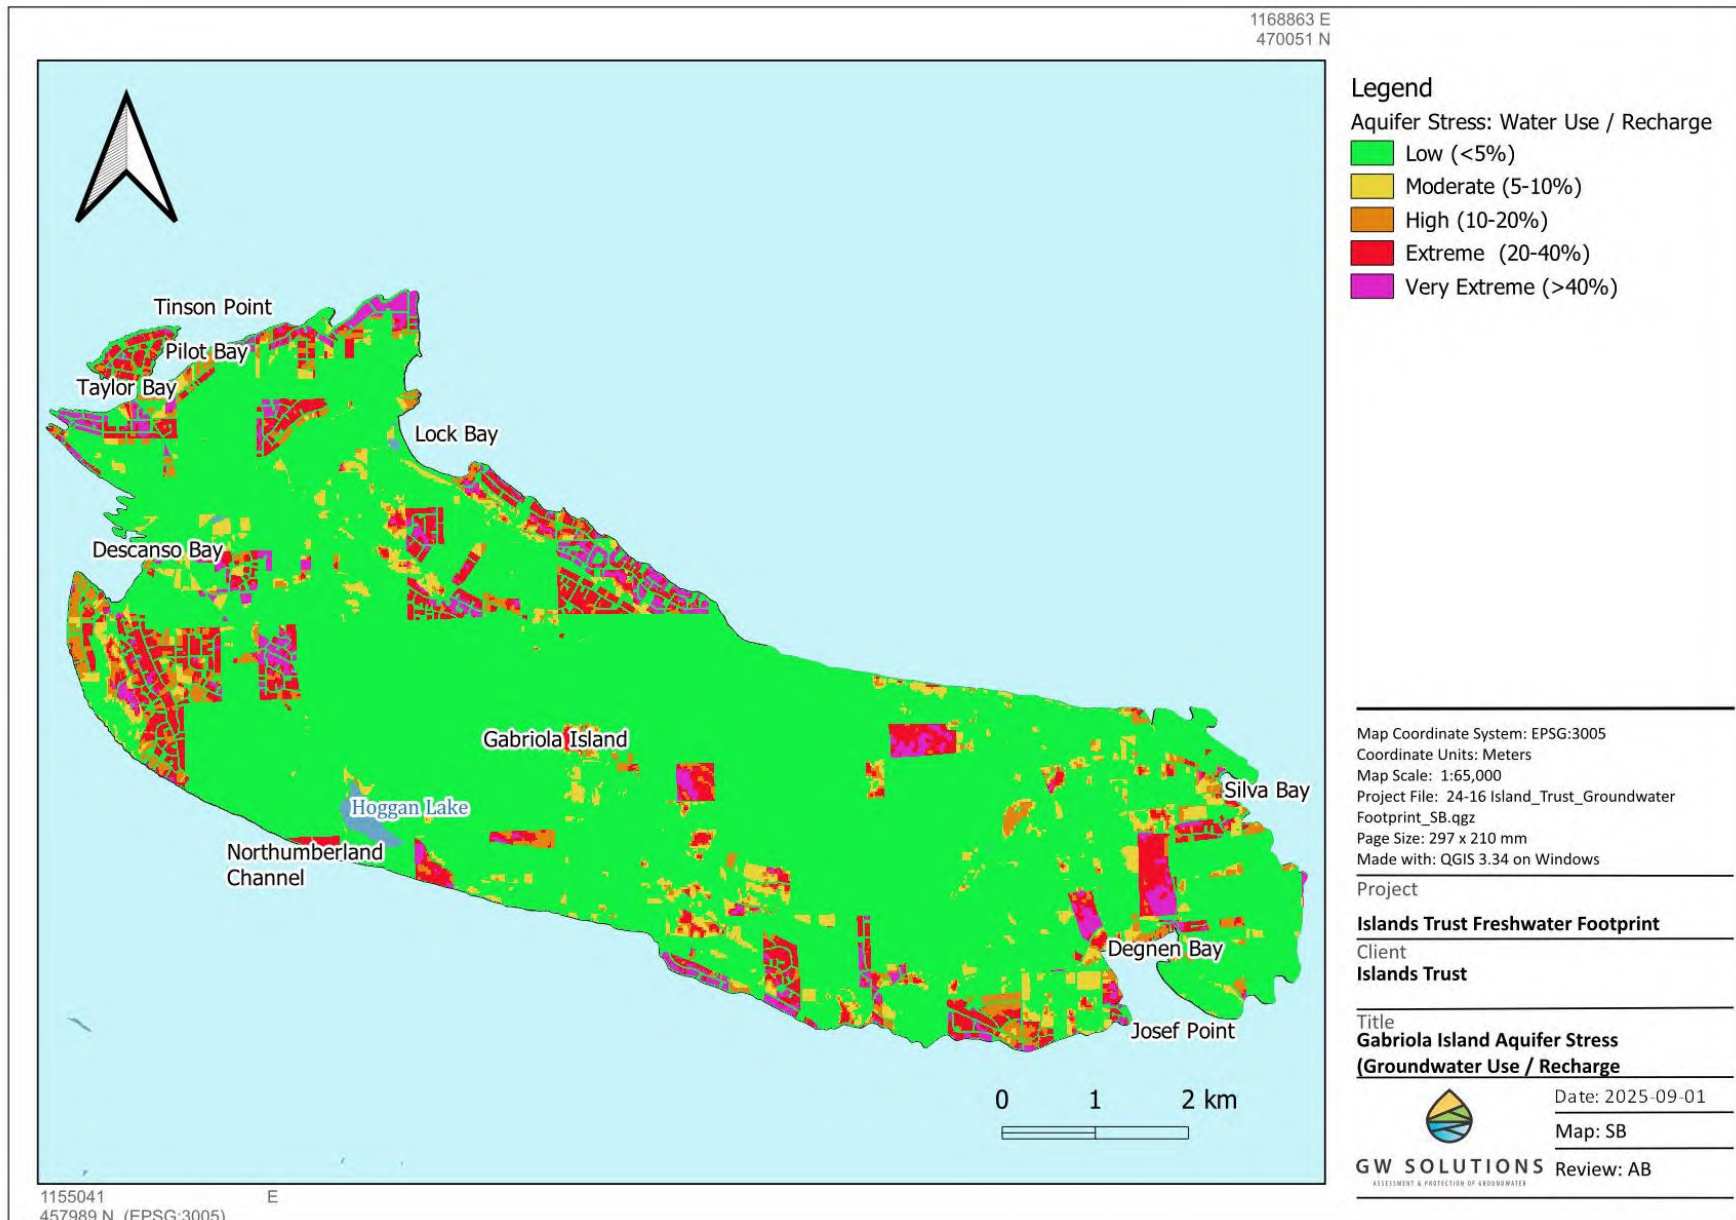 1168863 E
470051 N
Legend
Aquifer Stress: Water Use / Recharge
Low (<5%)
Moderate (5-10%)
High (10-20%)
Extreme (20-40%)
Very Extreme (>40%)
Tinson Point
Pilot Bay
Taylor Bay
Lock Bay
Descanso Bay
Gabriola Island
Hoggan Lake
Northumberland
Channel
Silva Bay
Degnen Bay
Josef Point
0 1 2 km
Map Coordinate System: EPSG:3005
Coordinate Units: Meters
Map Scale: 1:65,000
Project File: 24-16 Island_Trust_Groundwater
Footprint_SB.qgz
Page Size: 297 x 210 mm
Made with: QGIS 3.34 on Windows
Project
Islands Trust Freshwater Footprint
Client
Islands Trust
Title
Gabriola Island Aquifer Stress
(Groundwater Use / Recharge
Date: 2025-09-01
Map: SB
Review: AB
GW SOLUTIONS
ASSESSMENT & PROTECTION OF GROUNDWATER
1155041 E
457989 N (EPSG:3005)